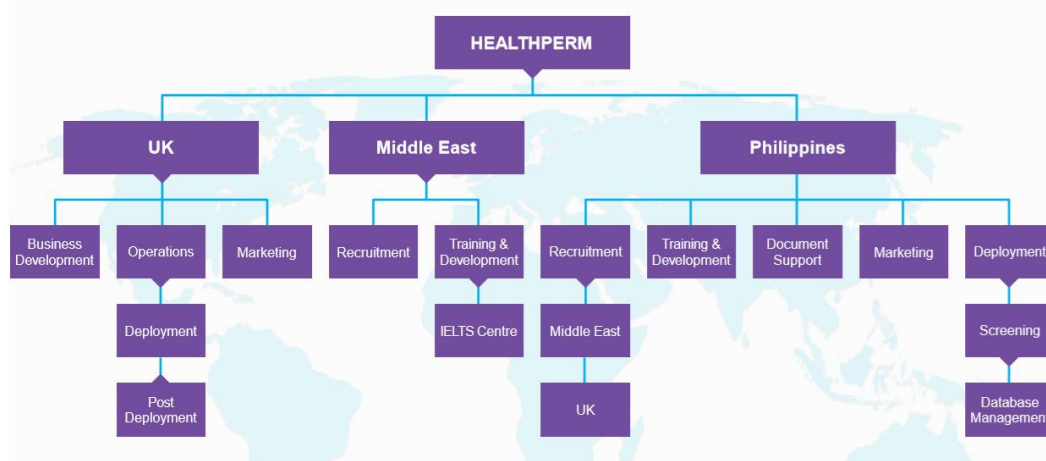 HEALTHPERM
UK
Middle East
Philippines
Business
Development
Operations
Marketing
Recruitment
Training &
Development
Recruitment
Training &
Development
Document
Support
Marketing
Deployment
Deployment
IELTS Centre
Middle East
Screening
Post
Deployment
UK
Database
Management